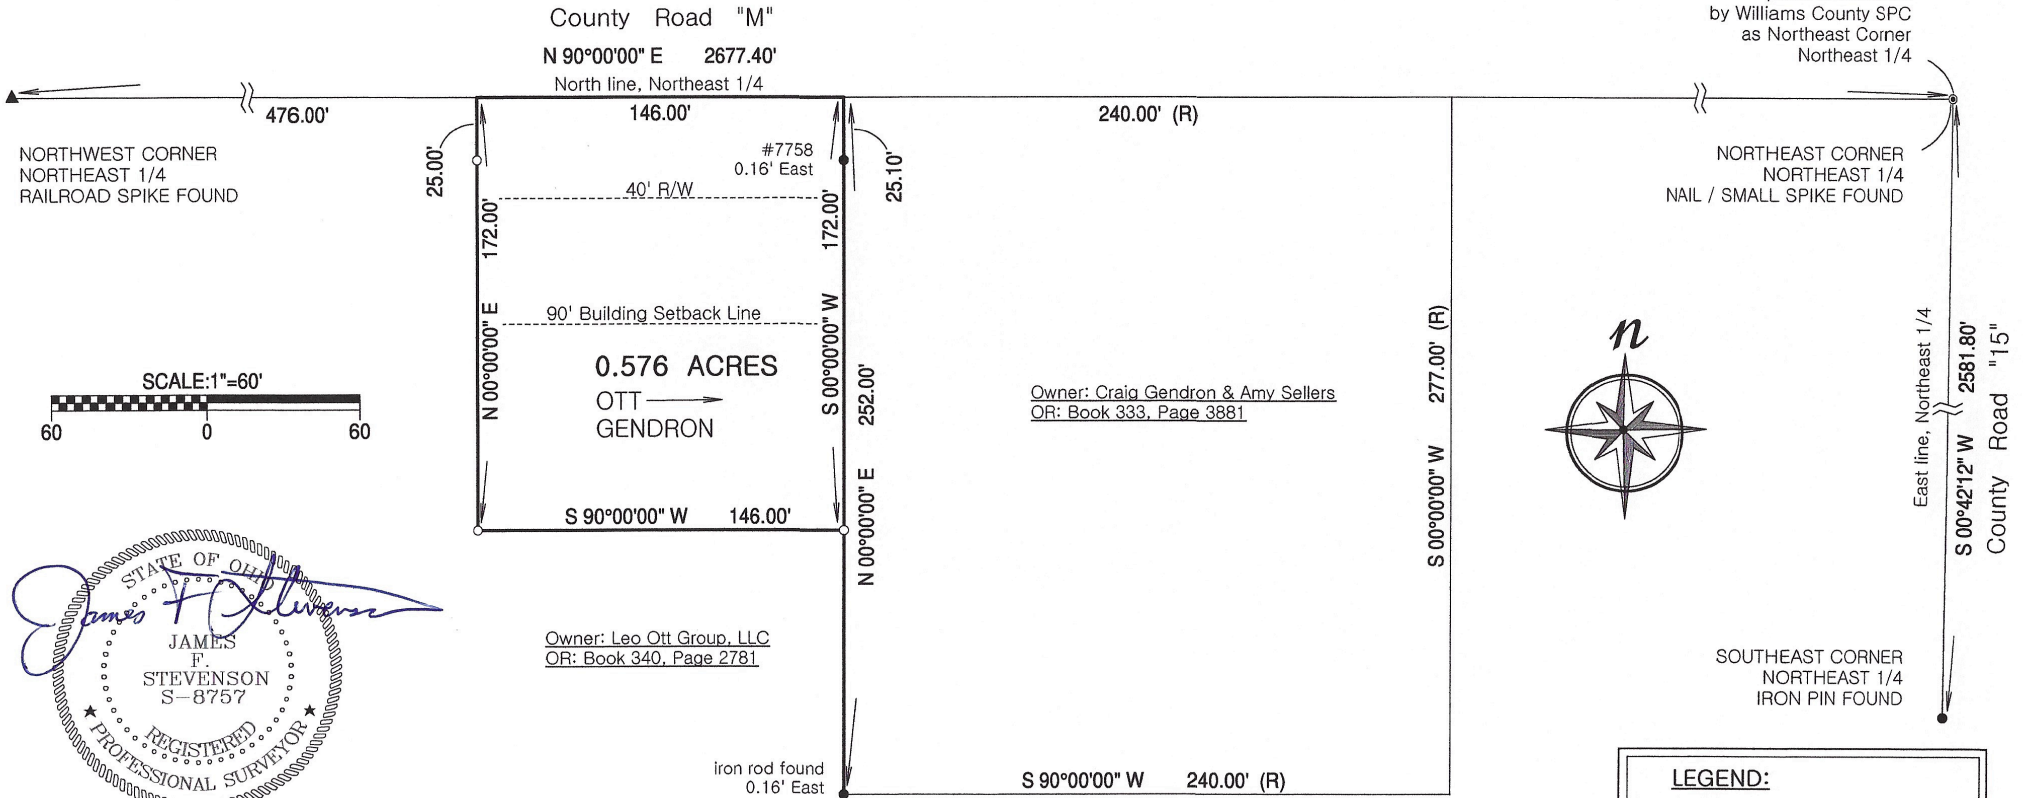 County Road "M"
N 90°00'00" E 2677.40'
North line, Northeast 1/4
by Williams County SPC
as Northeast Corner
Northeast 1/4
476.00'
146.00'
240.00' (R)
NORTHWEST CORNER
NORTHEAST 1/4
RAILROAD SPIKE FOUND
25.00'
#7758
0.16' East
25.10'
NORTHEAST CORNER
NORTHEAST 1/4
NAIL / SMALL SPIKE FOUND
40' R/W
N 00°00'00" E 172.00'
S 00°00'00" W 172.00'
90' Building Setback Line
0.576 ACRES
OTT
GENDRON
SCALE:1"=60'
60 0 60
N 00°00'00" E 252.00'
Owner: Craig Gendron & Amy Sellers
OR: Book 333, Page 3881
S 00°00'00" W 277.00' (R)
n
East line, Northeast 1/4
S 00°42'12" W 2581.80'
County Road "15"
S 90°00'00" W 146.00'
STATE OF OHIO
James F Stevenson
JAMES
F.
STEVENSON
S-8757
REGISTERED
PROFESSIONAL SURVEYOR
Owner: Leo Ott Group, LLC
OR: Book 340, Page 2781
SOUTHEAST CORNER
NORTHEAST 1/4
IRON PIN FOUND
iron rod found
0.16' East
S 90°00'00" W 240.00' (R)
LEGEND: